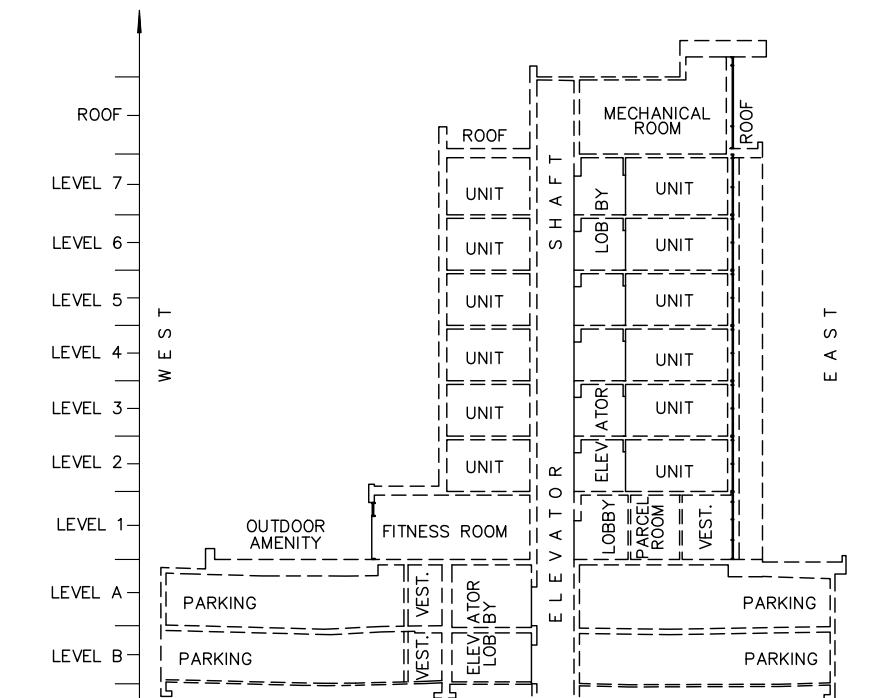 ROOF
MECHANICAL
ROOM
ROOF
ROOF
LEVEL 7
UNIT
UNIT
LEVEL 6
UNIT
UNIT
LEVEL 5
UNIT
UNIT
LEVEL 4
UNIT
UNIT
LEVEL 3
UNIT
UNIT
LEVEL 2
UNIT
UNIT
ELEVATOR SHAFT
ELEVATOR LOBBY
WEST
EAST
LEVEL 1
OUTDOOR
AMENITY
FITNESS ROOM
LOBBY
PARCEL
ROOM
VEST.
LEVEL A
PARKING
VEST.
ELEVATOR
LOBBY
PARKING
LEVEL B
PARKING
VEST.
PARKING